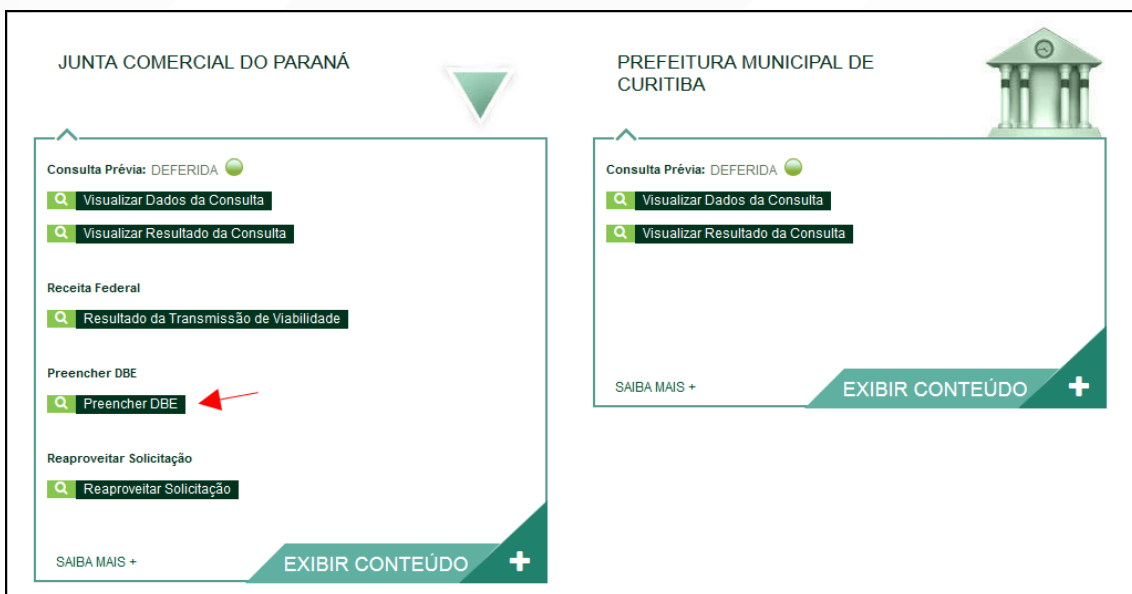 JUNTA COMERCIAL DO PARANÁ
Consulta Prévia: DEFERIDA
Visualizar Dados da Consulta
Visualizar Resultado da Consulta
Receita Federal
Resultado da Transmissão de Viabilidade
Preencher DBE
Preencher DBE
Reaproveitar Solicitação
Reaproveitar Solicitação
SAIBA MAIS +
EXIBIR CONTEÚDO +
PREFEITURA MUNICIPAL DE
CURITIBA
Consulta Prévia: DEFERIDA
Visualizar Dados da Consulta
Visualizar Resultado da Consulta
SAIBA MAIS +
EXIBIR CONTEÚDO +